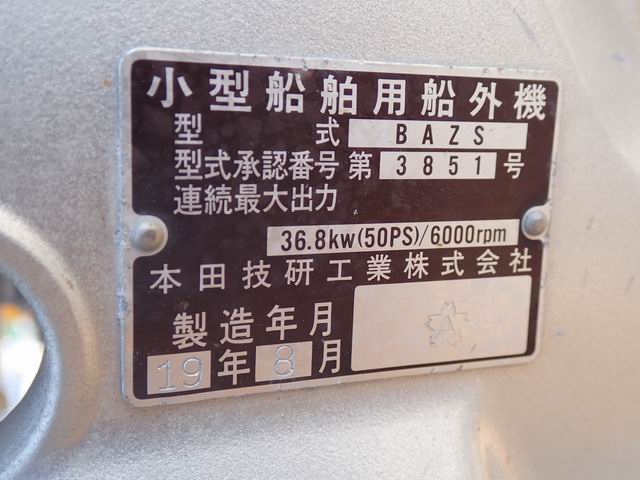 小型船舶用船外機
型式 BAZS
型式承認番号 第 3851 号
連続最大出力
36.8kw(50PS)/6000rpm
本田技研工業株式会社
製造年月
19年8月